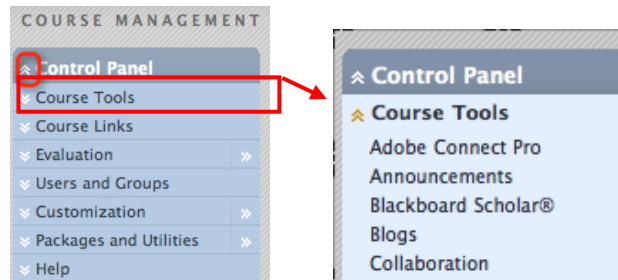 COURSE MANAGEMENT
Control Panel
Course Tools
Course Links
Evaluation
Users and Groups
Customization
Packages and Utilities
Help
Control Panel
Course Tools
Adobe Connect Pro
Announcements
Blackboard Scholar®
Blogs
Collaboration